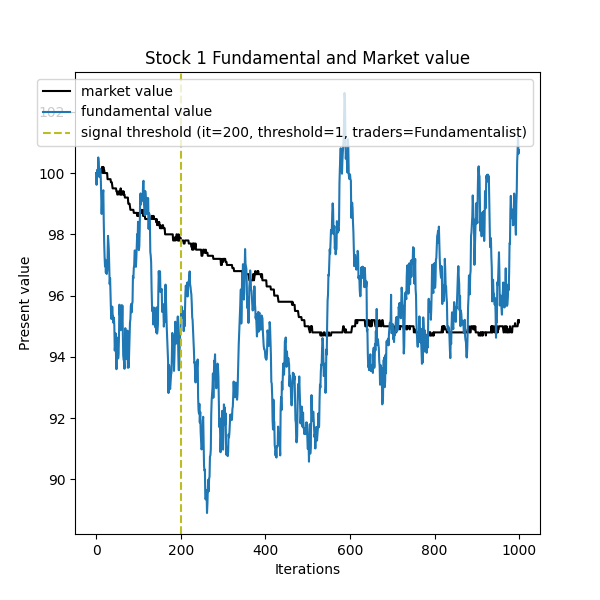 Stock 1 Fundamental and Market value
market value
fundamental value
signal threshold (it=200, threshold=1, traders=Fundamentalist)
102
100
98
96
94
92
90
Present value
0 200 400 600 800 1000
Iterations